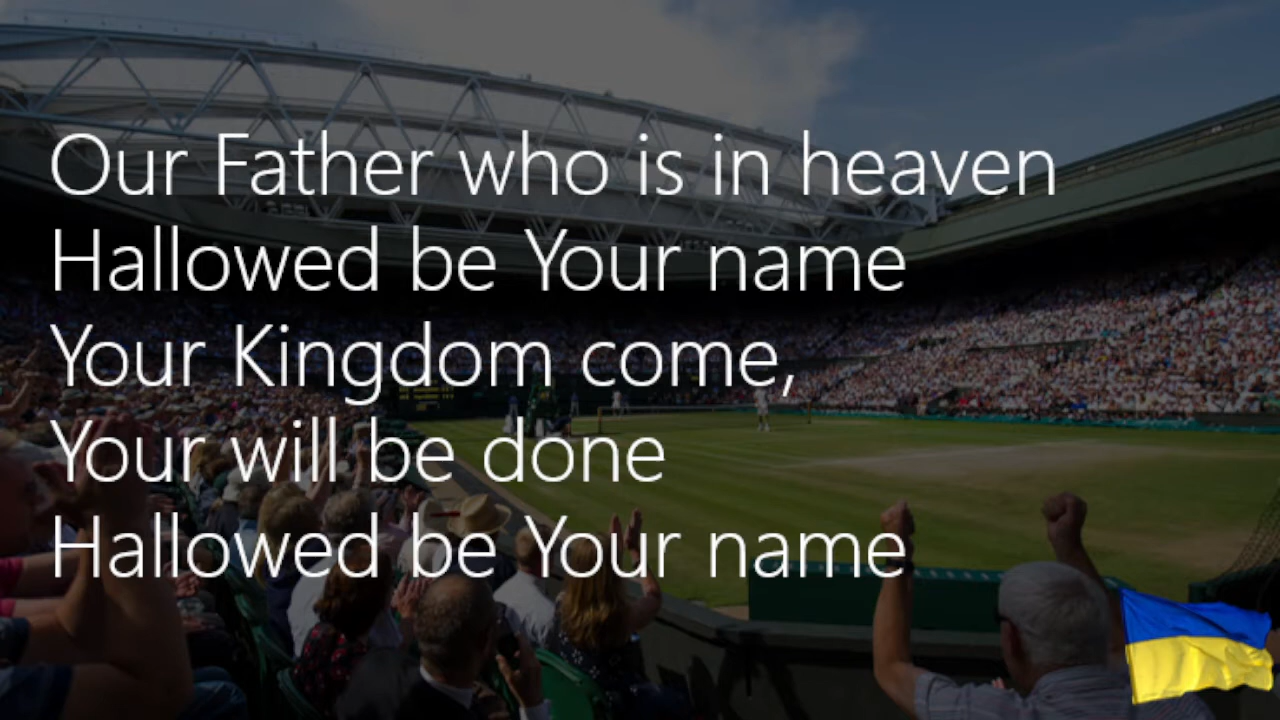 Our Father who is in heaven
Hallowed be Your name
Your Kingdom come,
Your will be done
Hallowed be Your name